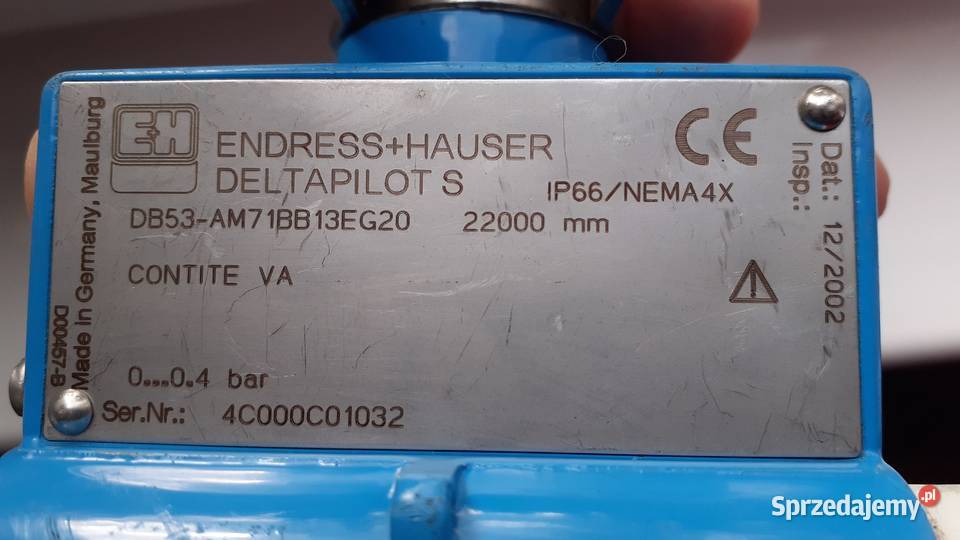 E+H
ENDRESS+HAUSER
DELTAPILOT S
IP66/NEMA4X
DB53-AM71BB13EG20 22000 mm
CONTITE VA
0...0.4 bar
Ser.Nr.: 4C000C01032
Made in Germany, Maulburg
D00457-B
Dat.: 12/2002
Insp.:
CE
Sprzedajemy.pl